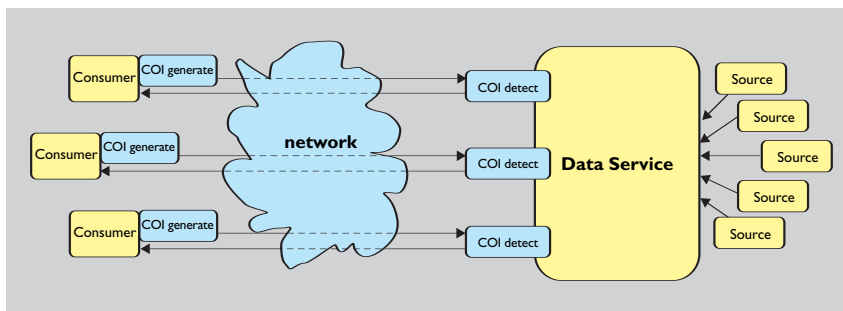 Consumer
COI generate
COI detect
Consumer
COI generate
COI detect
Consumer
COI generate
COI detect
network
Data Service
Source
Source
Source
Source
Source